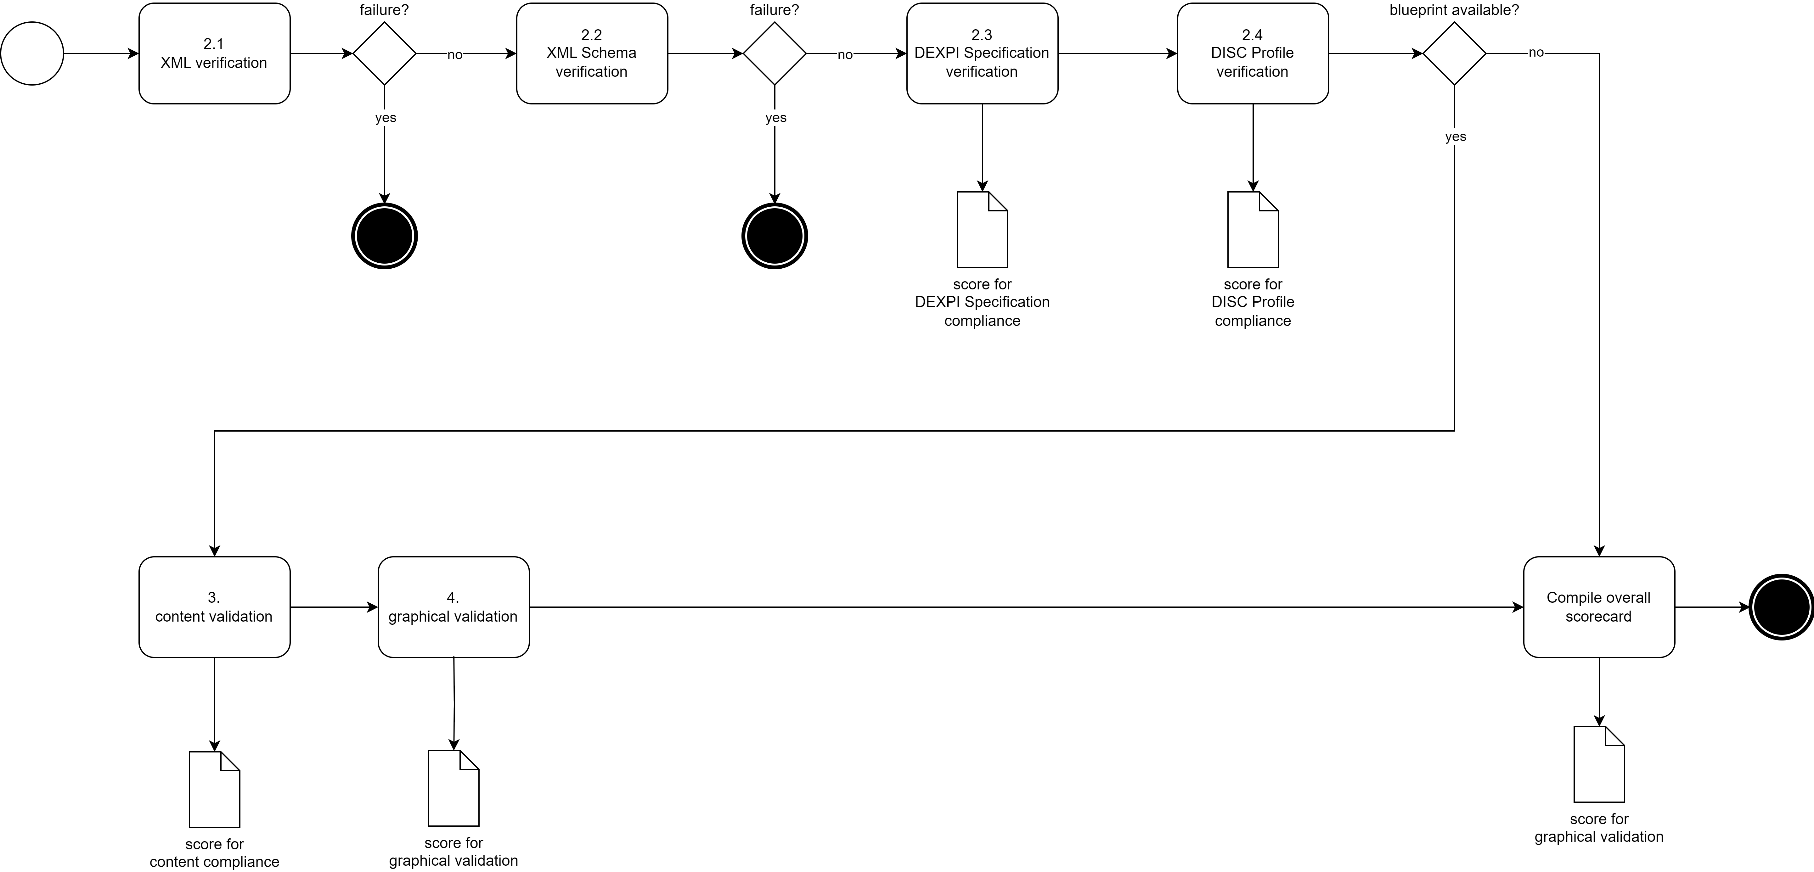 failure?
failure?
blueprint available?
2.1
XML verification
no
2.2
XML Schema
verification
no
2.3
DEXPI Specification
verification
2.4
DISC Profile
verification
no
yes
yes
yes
score for
DEXPI Specification
compliance
score for
DISC Profile
compliance
3.
content validation
4.
graphical validation
Compile overall
scorecard
score for
content compliance
score for
graphical validation
score for
graphical validation